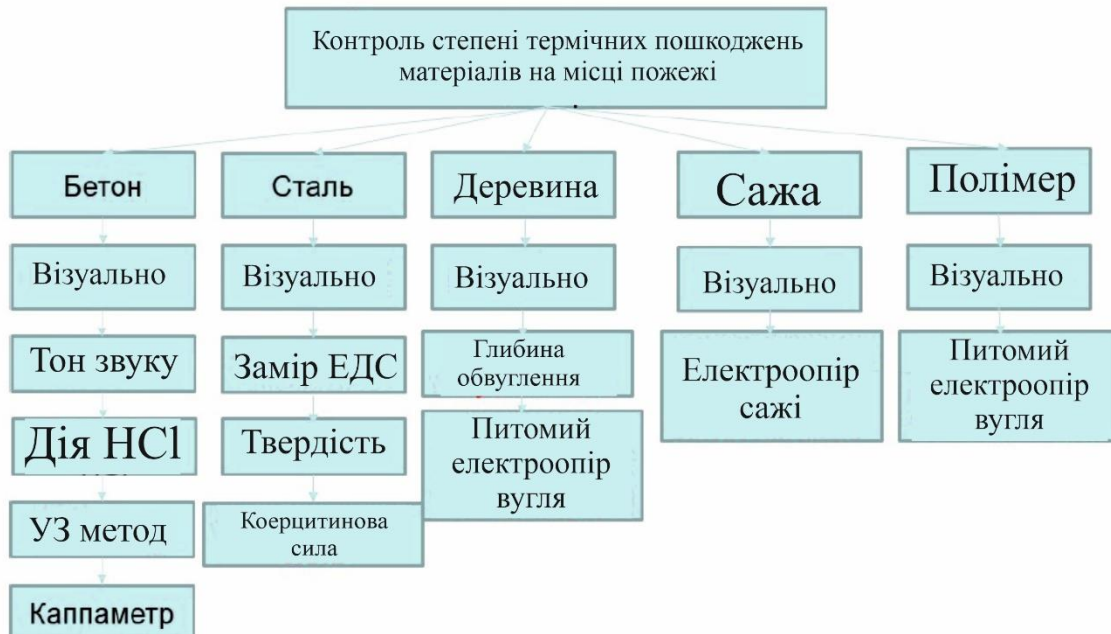 Контроль степені термічних пошкоджень
матеріалів на місці пожежі
Бетон
Сталь
Деревина
Сажа
Полімер
Візуально
Візуально
Візуально
Візуально
Візуально
Тон звуку
Замір ЕДС
Глибина
обвуглення
Електроопір
сажі
Питомий
електроопір
вугля
Дія HCl
Твердість
Питомий
електроопір
вугля
УЗ метод
Коерцитинова
сила
Каппаметр